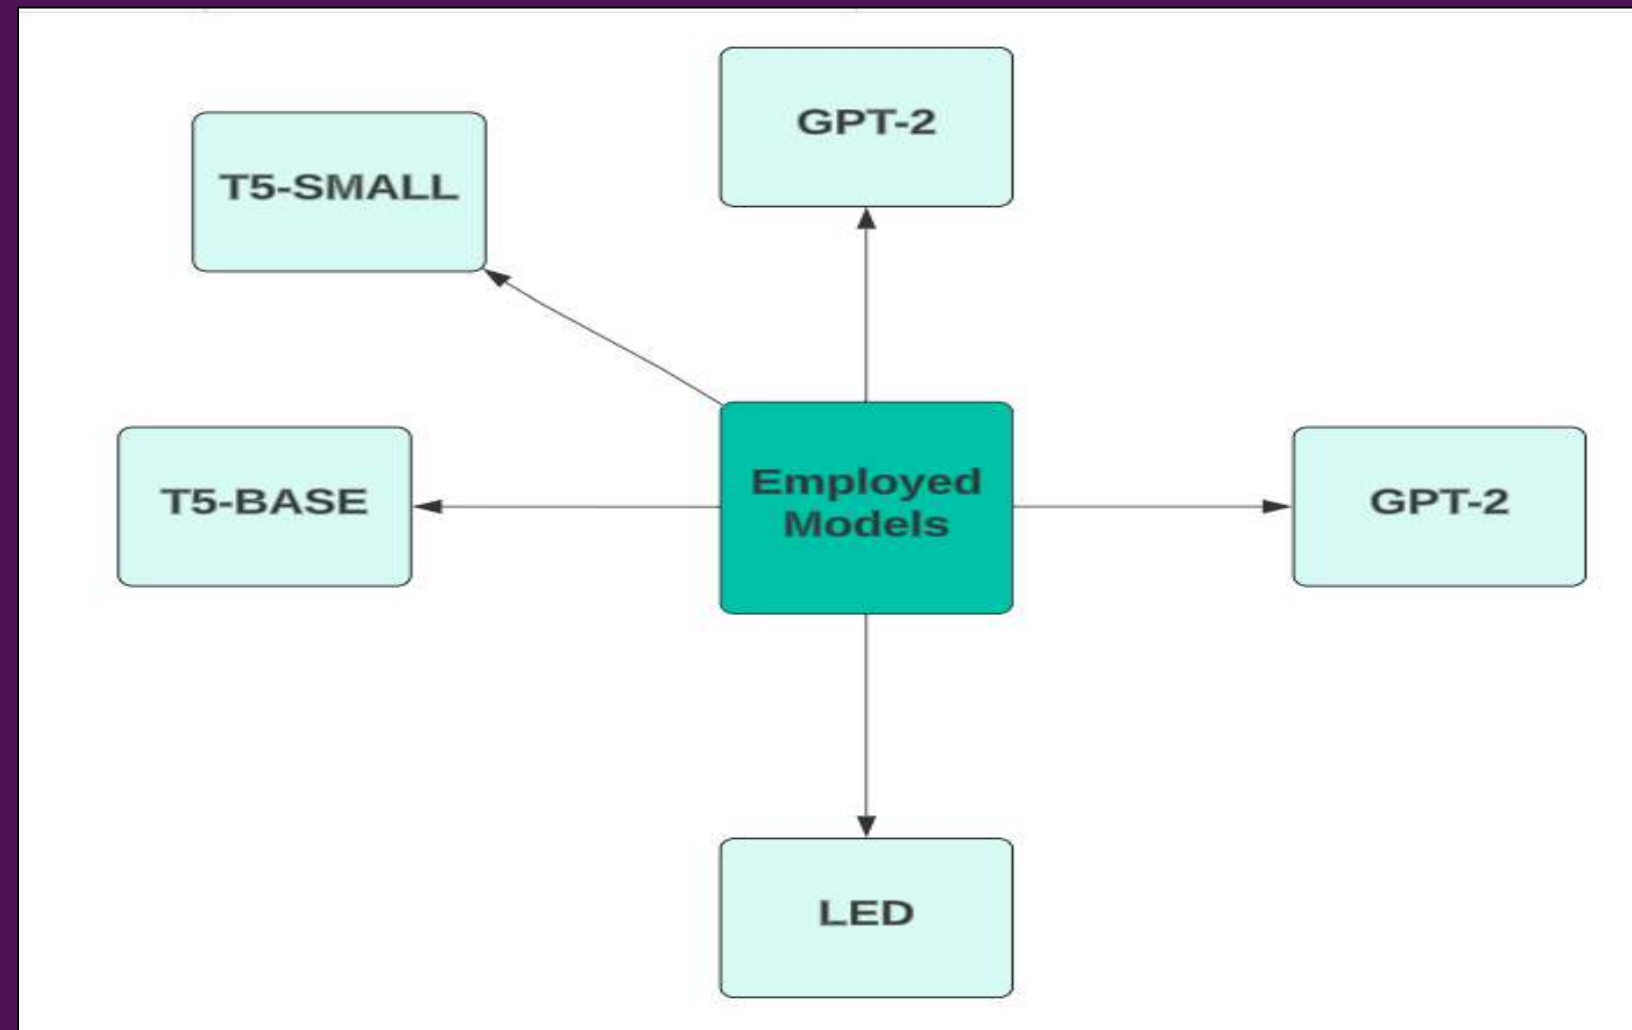 GPT-2
T5-SMALL
Employed
Models
T5-BASE
GPT-2
LED